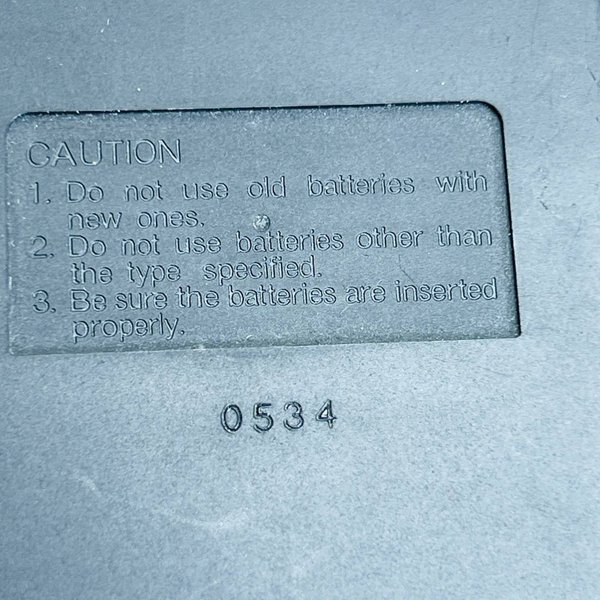 CAUTION
1. Do not use old batteries with
new ones.
2. Do not use batteries other than
the type specified.
3. Be sure the batteries are inserted
properly.
0534